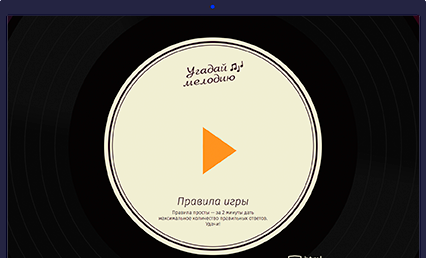 Угадай
мелодию
Правила игры
Правила просты — за 2 минуты дать
максимальное количество правильных ответов.
Удачи!